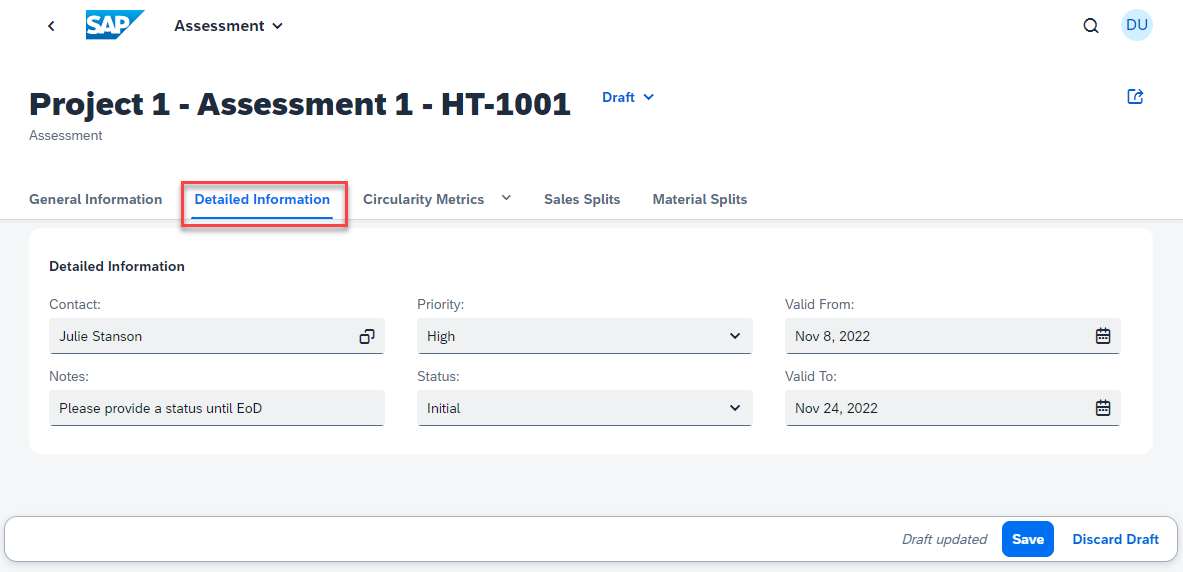 SAP Assessment DU
Project 1 - Assessment 1 - HT-1001 Draft
Assessment
General Information Detailed Information Circularity Metrics Sales Splits Material Splits
Detailed Information
Contact: Priority: Valid From:
Julie Stanson High Nov 8, 2022
Notes: Status: Valid To:
Please provide a status until EoD Initial Nov 24, 2022
Draft updated Save Discard Draft